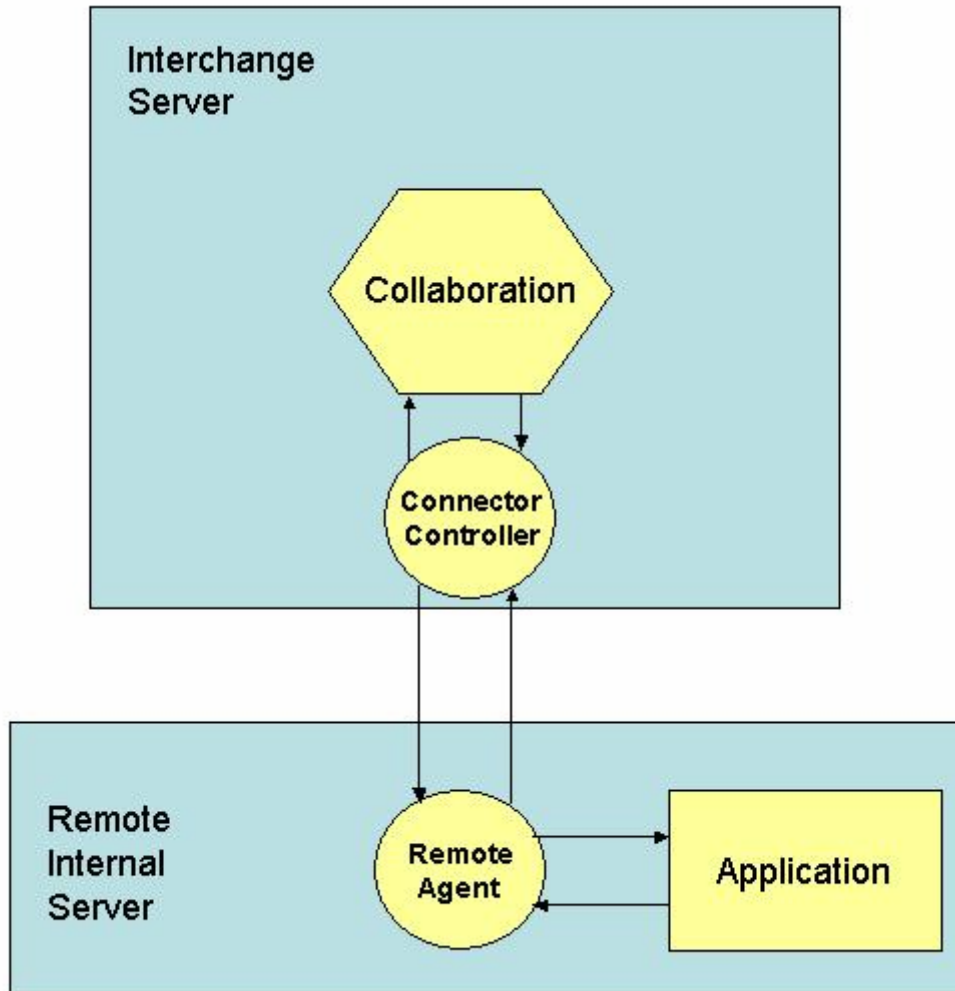 Interchange
Server
Collaboration
Connector
Controller
Remote
Internal
Server
Remote
Agent
Application